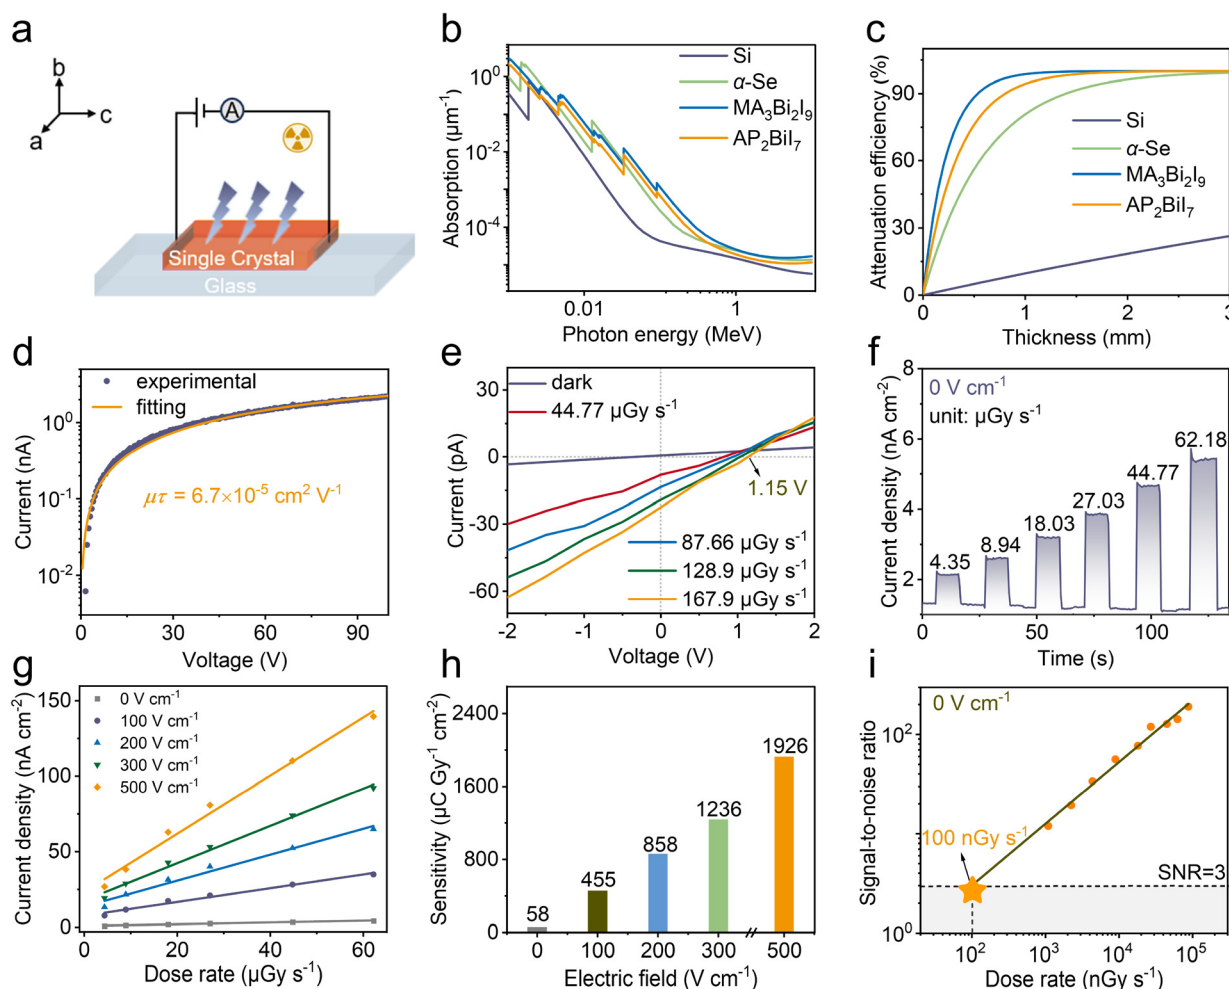 a
b
a
c
A
Single Crystal
Glass
b
Absorption (µm⁻¹)
10⁰
10⁻²
10⁻⁴
0.01
1
Photon energy (MeV)
Si
α-Se
MA₃Bi₂I₉
AP₂BiI₇
c
Attenuation efficiency (%)
90
60
30
0
0
1
2
3
Thickness (mm)
Si
α-Se
MA₃Bi₂I₉
AP₂BiI₇
d
Current (nA)
10⁰
10⁻¹
10⁻²
experimental
fitting
μτ = 6.7×10⁻⁵ cm² V⁻¹
0
30
60
90
Voltage (V)
e
Current (pA)
30
0
-30
-60
dark
44.77 µGy s⁻¹
1.15 V
87.66 µGy s⁻¹
128.9 µGy s⁻¹
167.9 µGy s⁻¹
-2
-1
0
1
2
Voltage (V)
f
Current density (nA cm⁻²)
8
6
4
2
0 V cm⁻¹
unit: µGy s⁻¹
4.35
8.94
18.03
27.03
44.77
62.18
0
50
100
Time (s)
g
Current density (nA cm⁻²)
150
100
50
0
0 V cm⁻¹
100 V cm⁻¹
200 V cm⁻¹
300 V cm⁻¹
500 V cm⁻¹
0
20
40
60
Dose rate (µGy s⁻¹)
h
Sensitivity (µC Gy⁻¹ cm⁻²)
2400
1800
1200
600
0
58
455
858
1236
1926
0
100
200
300
500
Electric field (V cm⁻¹)
i
Signal-to-noise ratio
10²
10¹
10⁰
0 V cm⁻¹
100 nGy s⁻¹
SNR=3
10²
10³
10⁴
10⁵
Dose rate (nGy s⁻¹)